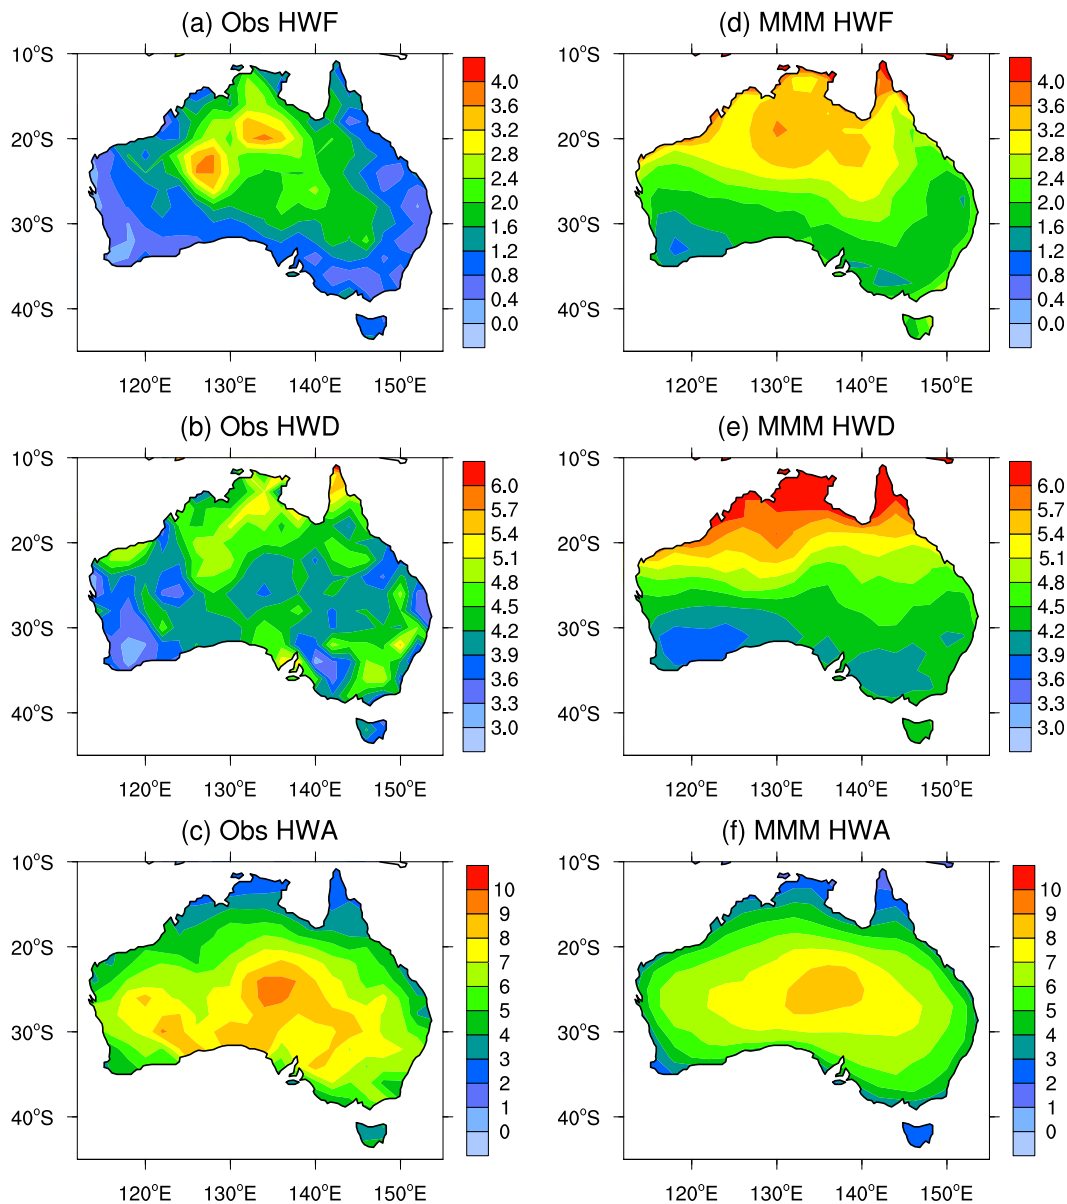 (a) Obs HWF
10°S
20°S
30°S
40°S
120°E 130°E 140°E 150°E
4.0
3.6
3.2
2.8
2.4
2.0
1.6
1.2
0.8
0.4
0.0
(d) MMM HWF
10°S
20°S
30°S
40°S
120°E 130°E 140°E 150°E
4.0
3.6
3.2
2.8
2.4
2.0
1.6
1.2
0.8
0.4
0.0
(b) Obs HWD
10°S
20°S
30°S
40°S
120°E 130°E 140°E 150°E
6.0
5.7
5.4
5.1
4.8
4.5
4.2
3.9
3.6
3.3
3.0
(e) MMM HWD
10°S
20°S
30°S
40°S
120°E 130°E 140°E 150°E
6.0
5.7
5.4
5.1
4.8
4.5
4.2
3.9
3.6
3.3
3.0
(c) Obs HWA
10°S
20°S
30°S
40°S
120°E 130°E 140°E 150°E
10
9
8
7
6
5
4
3
2
1
0
(f) MMM HWA
10°S
20°S
30°S
40°S
120°E 130°E 140°E 150°E
10
9
8
7
6
5
4
3
2
1
0